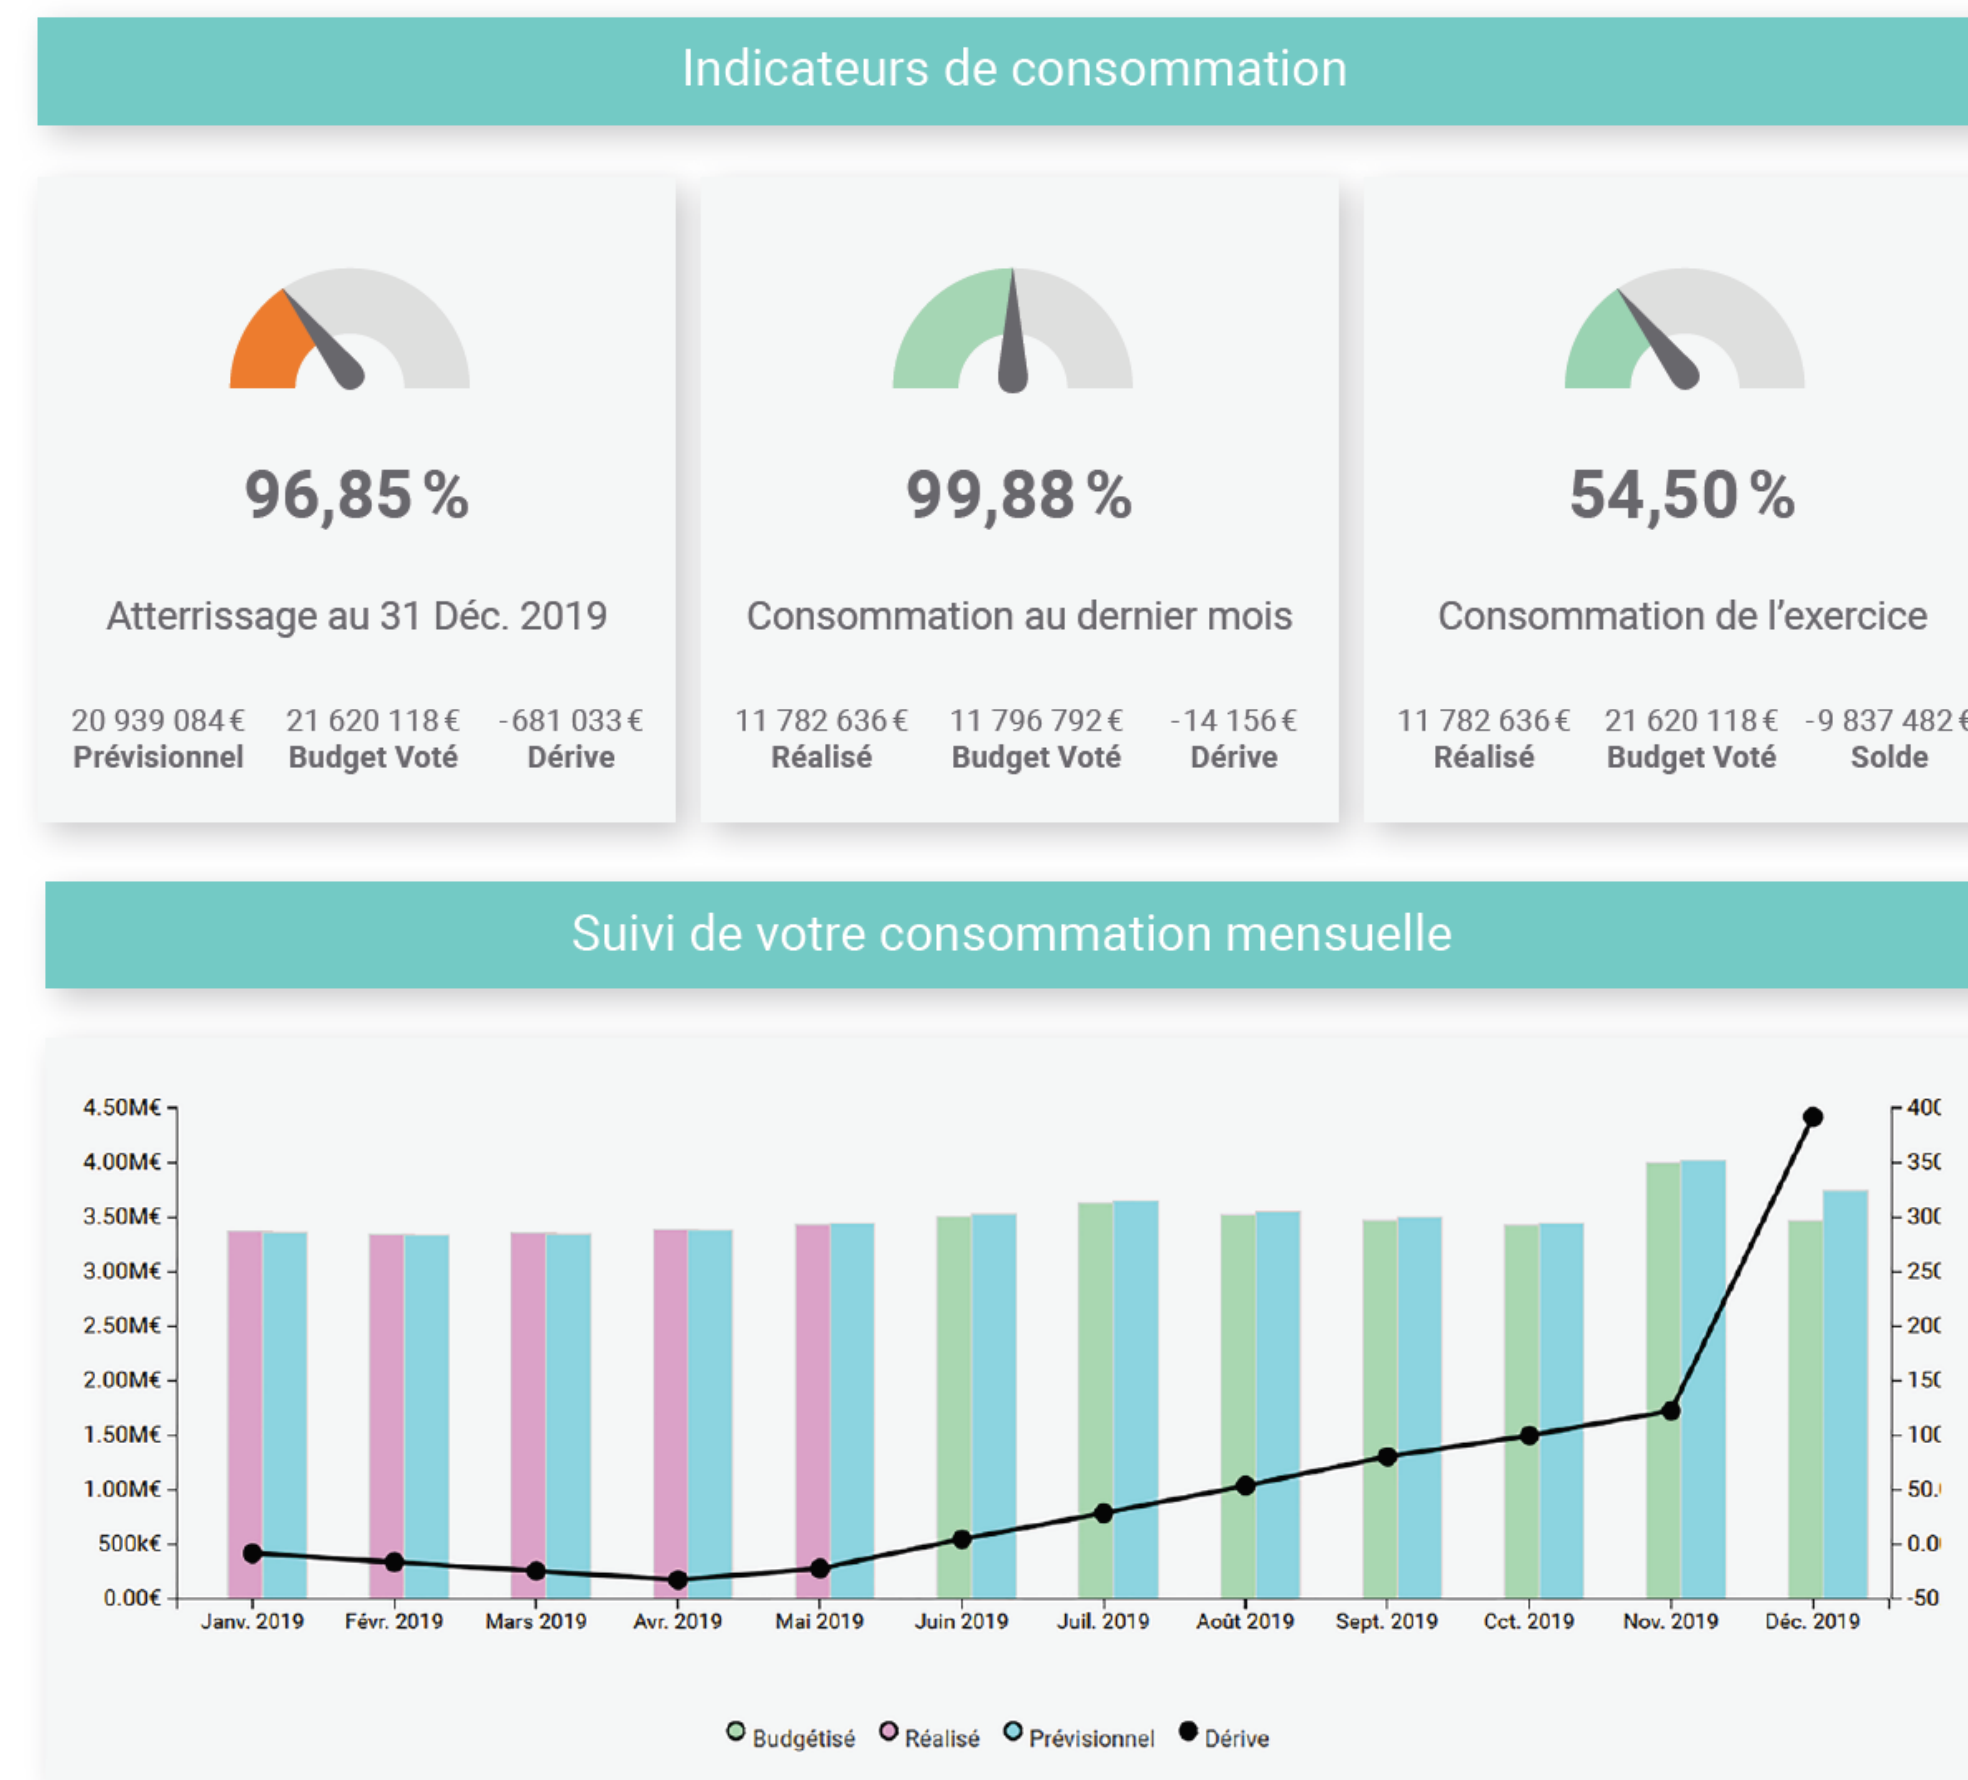 Indicateurs de consommation
96,85 % 99,88 % 54,50 %
Atterrissage au 31 Déc. 2019 Consommation au dernier mois Consommation de l’exercice
20 939 084 € 21 620 118 € -681 033 € 11 782 636 € 11 796 792 € -14 156 € 11 782 636 € 21 620 118 € -9 837 482 €
Prévisionnel Budget Voté Dérive Réalisé Budget Voté Dérive Réalisé Budget Voté Solde
Suivi de votre consommation mensuelle
4.50M€
4.00M€
3.50M€
3.00M€
2.50M€
2.00M€
1.50M€
1.00M€
500k€
0.00€
-50
Janv. 2019 Févr. 2019 Mars 2019 Avr. 2019 Mai 2019 Juin 2019 Juil. 2019 Août 2019 Sept. 2019 Cct. 2019 Nov. 2019 Déc. 2019
Budgétisé Réalisé Prévisionnel Dérive